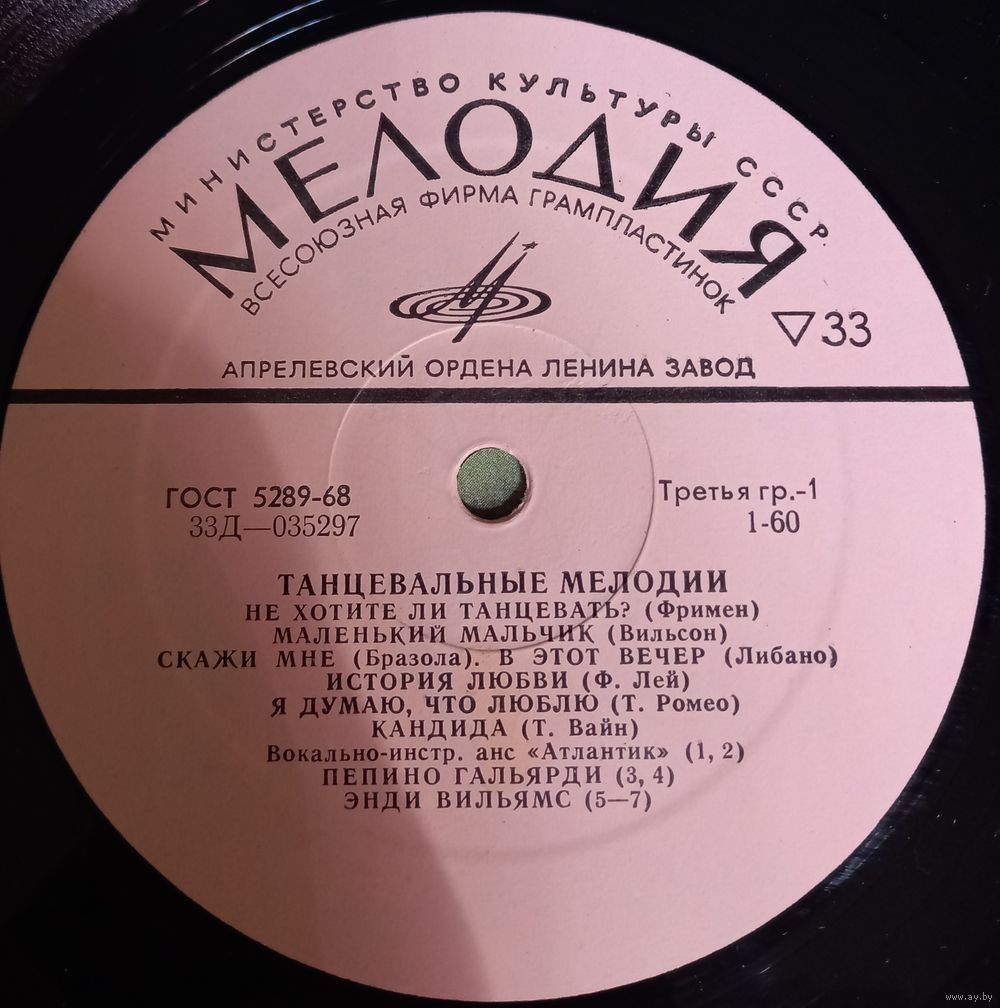 МИНИСТЕРСТВО КУЛЬТУРЫ СССР.
МЕЛОДИЯ
ВСЕСОЮЗНАЯ ФИРМА ГРАМПЛАСТИНОК
▽33
АПРЕЛЕВСКИЙ ОРДЕНА ЛЕНИНА ЗАВОД
ГОСТ 5289-68
33Д—035297
Третья гр.-1
1-60
ТАНЦЕВАЛЬНЫЕ МЕЛОДИИ
НЕ ХОТИТЕ ЛИ ТАНЦЕВАТЬ? (Фримен)
МАЛЕНЬКИЙ МАЛЬЧИК (Вильсон)
СКАЖИ МНЕ (Бразола). В ЭТОТ ВЕЧЕР (Либано)
ИСТОРИЯ ЛЮБВИ (Ф. Лей)
Я ДУМАЮ, ЧТО ЛЮБЛЮ (Т. Ромео)
КАНДИДА (Т. Вайн)
Вокально-инстр. анс «Атлантик» (1, 2)
ПЕПИНО ГАЛЬЯРДИ (3, 4)
ЭНДИ ВИЛЬЯМС (5—7)
www.ay.by